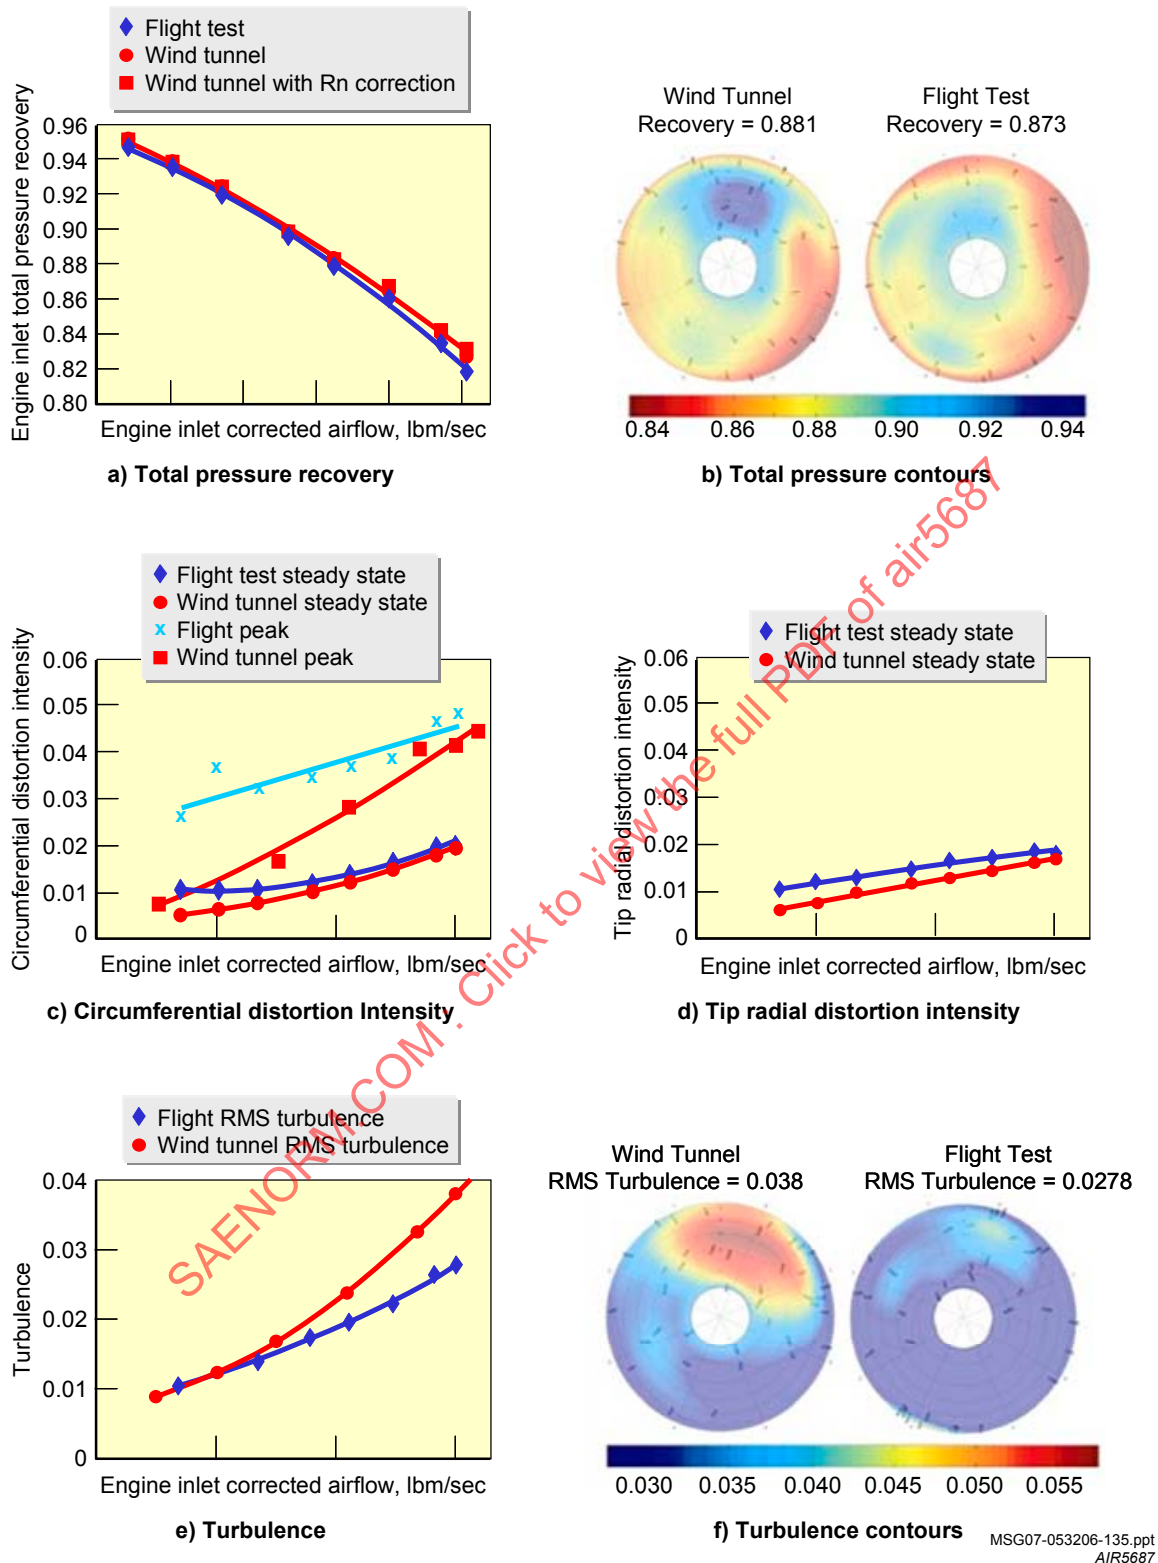 Flight test
Wind tunnel
Wind tunnel with Rn correction
Engine inlet total pressure recovery
0.96
0.94
0.92
0.90
0.88
0.86
0.84
0.82
0.80
Engine inlet corrected airflow, lbm/sec
a) Total pressure recovery
Wind Tunnel
Recovery = 0.881
Flight Test
Recovery = 0.873
0.84 0.86 0.88 0.90 0.92 0.94
b) Total pressure contours
Flight test steady state
Wind tunnel steady state
Flight peak
Wind tunnel peak
Circumferential distortion intensity
0.06
0.05
0.04
0.03
0.02
0.01
0
Engine inlet corrected airflow, lbm/sec
c) Circumferential distortion Intensity
Flight test steady state
Wind tunnel steady state
Tip radial distortion intensity
0.06
0.05
0.04
0.03
0.02
0.01
0
Engine inlet corrected airflow, lbm/sec
d) Tip radial distortion intensity
Flight RMS turbulence
Wind tunnel RMS turbulence
Turbulence
0.04
0.03
0.02
0.01
0
Engine inlet corrected airflow, lbm/sec
e) Turbulence
Wind Tunnel
RMS Turbulence = 0.038
Flight Test
RMS Turbulence = 0.0278
0.030 0.035 0.040 0.045 0.050 0.055
f) Turbulence contours
MSG07-053206-135.ppt
AIR5687
SAENORM.COM : Click to view the full PDF of air5687